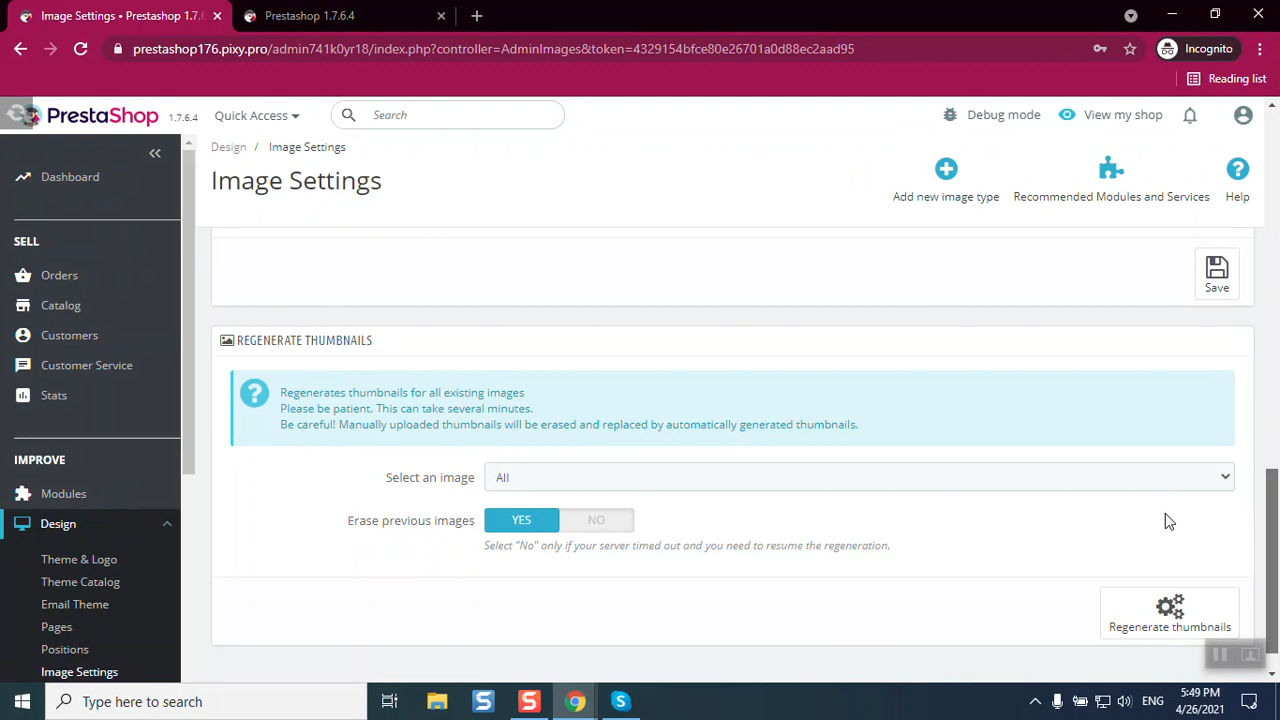 Image Settings • Prestashop 1.7.6
Prestashop 1.7.6.4
prestashop176.pixy.pro/admin741k0yr18/index.php?controller=AdminImages&token=4329154bfce80e26701a0d88ec2aad95
Incognito
Reading list
PrestaShop 1.7.6.4
Quick Access
Search
Debug mode
View my shop
Design / Image Settings
Image Settings
Add new image type
Recommended Modules and Services
Help
Dashboard
SELL
Orders
Catalog
Customers
Customer Service
Stats
IMPROVE
Modules
Design
Theme & Logo
Theme Catalog
Email Theme
Pages
Positions
Image Settings
Save
REGENERATE THUMBNAILS
Regenerates thumbnails for all existing images
Please be patient. This can take several minutes.
Be careful! Manually uploaded thumbnails will be erased and replaced by automatically generated thumbnails.
Select an image
All
Erase previous images
YES
NO
Select "No" only if your server timed out and you need to resume the regeneration.
Regenerate thumbnails
Type here to search
ENG
5:49 PM
4/26/2021